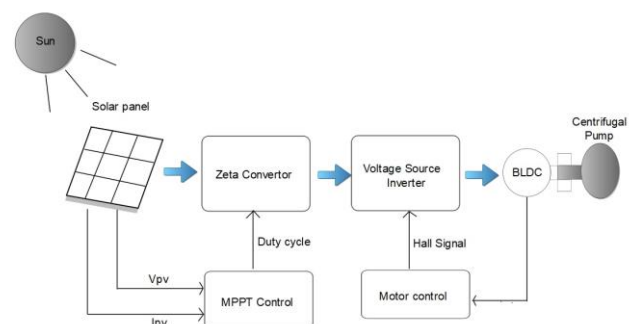 Sun
Solar panel
Centrifugal
Pump
Zeta Convertor
Voltage Source
Inverter
BLDC
Duty cycle
Hall Signal
Vpv
MPPT Control
Motor control
Ipv